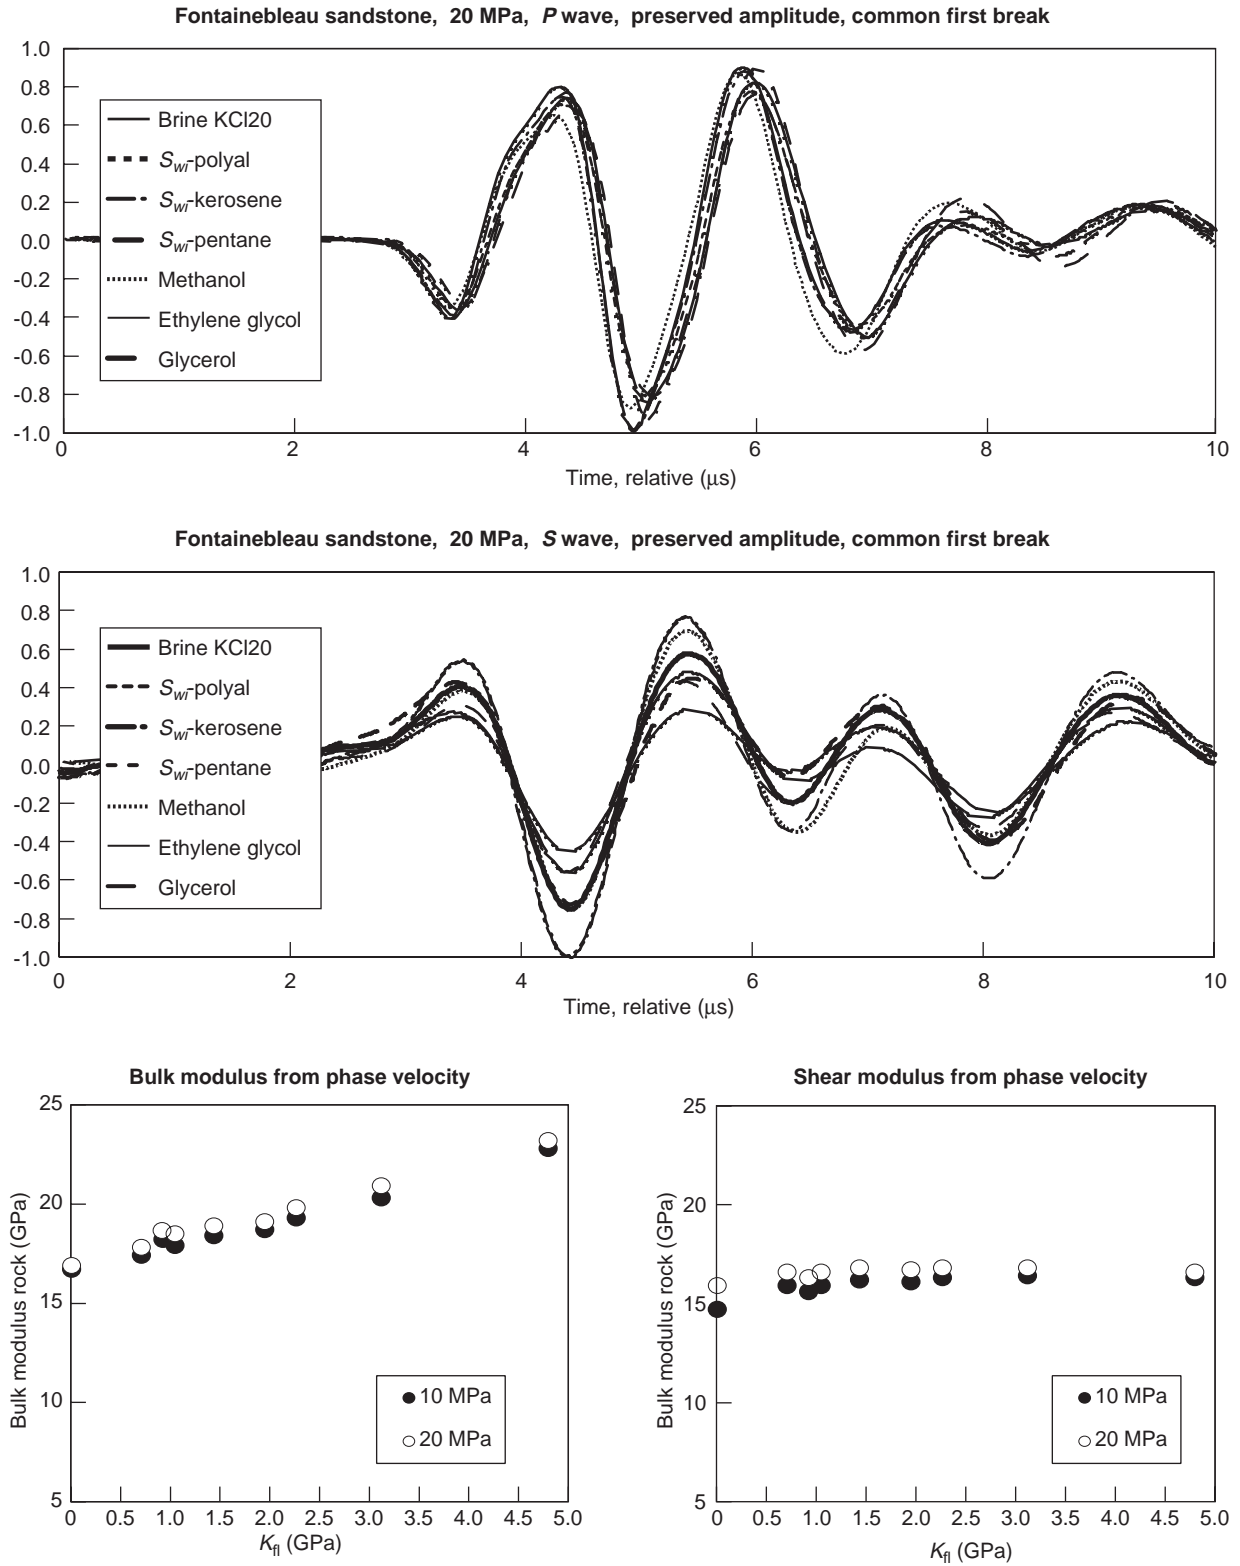 Fontainebleau sandstone, 20 MPa, P wave, preserved amplitude, common first break
1.0
0.8
0.6
0.4
0.2
0.0
-0.2
-0.4
-0.6
-0.8
-1.0
Brine KCl20
Swi-polyal
Swi-kerosene
Swi-pentane
Methanol
Ethylene glycol
Glycerol
0 2 4 6 8 10
Time, relative (μs)
Fontainebleau sandstone, 20 MPa, S wave, preserved amplitude, common first break
1.0
0.8
0.6
0.4
0.2
0.0
-0.2
-0.4
-0.6
-0.8
-1.0
Brine KCl20
Swi-polyal
Swi-kerosene
Swi-pentane
Methanol
Ethylene glycol
Glycerol
0 2 4 6 8 10
Time, relative (μs)
Bulk modulus from phase velocity
Bulk modulus rock (GPa)
25
20
15
10
5
10 MPa
20 MPa
0 0.5 1.0 1.5 2.0 2.5 3.0 3.5 4.0 4.5 5.0
Kfl (GPa)
Shear modulus from phase velocity
Bulk modulus rock (GPa)
25
20
15
10
5
10 MPa
20 MPa
0 0.5 1.0 1.5 2.0 2.5 3.0 3.5 4.0 4.5 5.0
Kfl (GPa)